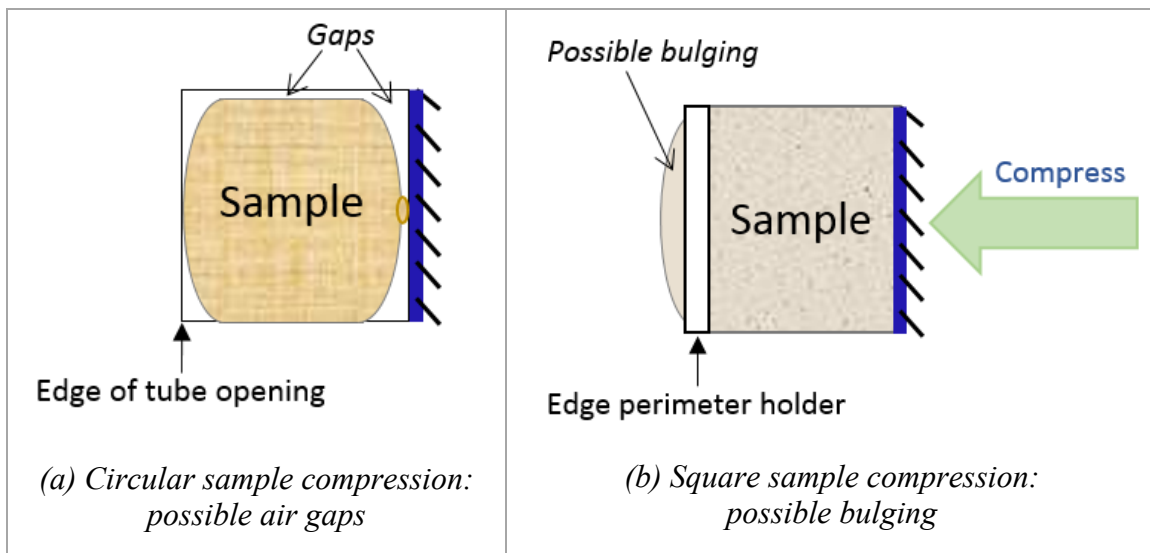 Gaps
Sample
Edge of tube opening
(a) Circular sample compression:
possible air gaps
Possible bulging
Compress
Sample
Edge perimeter holder
(b) Square sample compression:
possible bulging